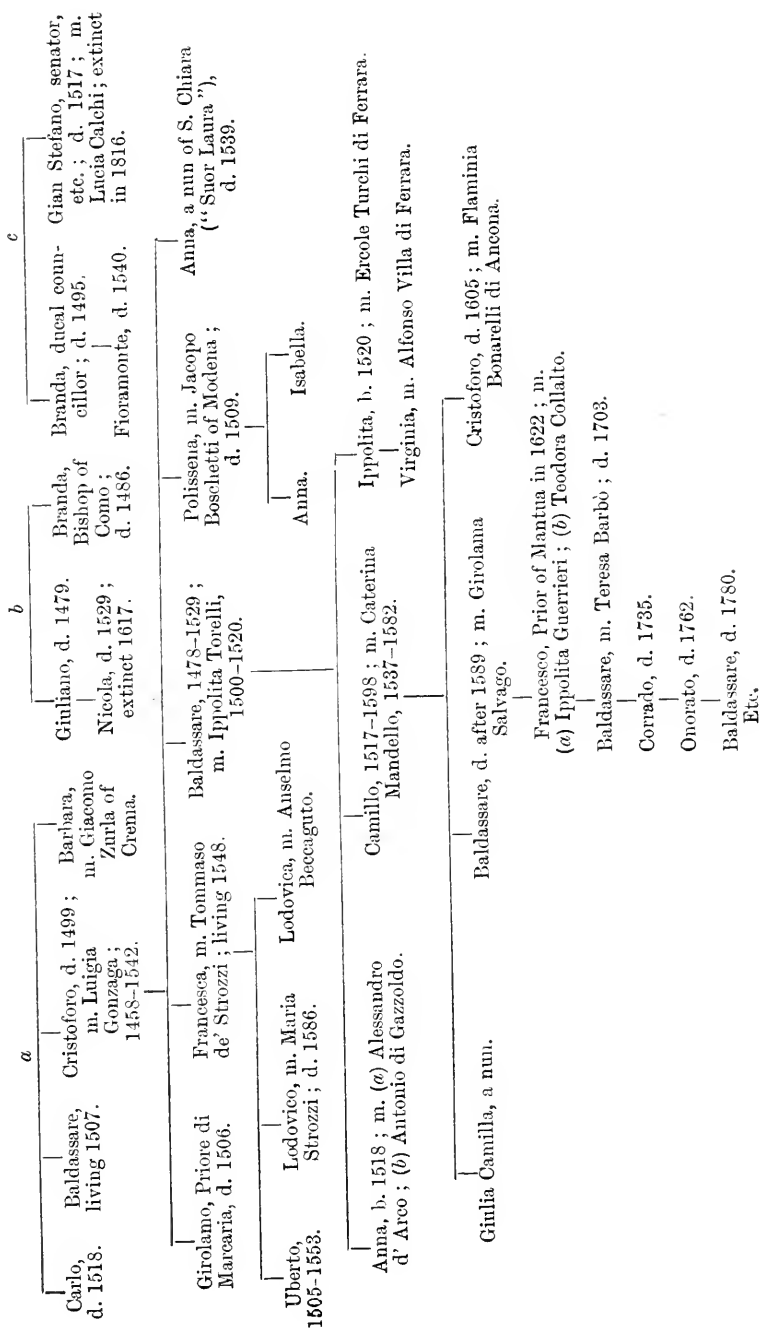 a
b
c
Carlo,
d. 1518.
Baldassare,
living 1507.
Cristoforo, d. 1499 ;
m. Luigia
Gonzaga ;
1458–1542.
Barbara,
m. Giacomo
Zurla of
Crema.
Giuliano, d. 1479.
Nicola, d. 1529 ;
extinct 1617.
Branda,
Bishop of
Como ;
d. 1486.
Branda, ducal coun-
cillor ; d. 1495.
Fioramonte, d. 1540.
Gian Stefano, senator,
etc. ; d. 1517 ; m.
Lucia Calchi ; extinct
in 1816.
Girolamo, Priore di
Marcaria, d. 1506.
Francesca, m. Tommaso
de' Strozzi ; living 1548.
Baldassare, 1478–1529 ;
m. Ippolita Torelli,
1500–1520.
Polissena, m. Jacopo
Boschetti of Modena ;
d. 1509.
Anna, a nun of S. Chiara
(“ Suor Laura ”),
d. 1539.
Uberto,
1505–1553.
Lodovico, m. Maria
Strozzi ; d. 1586.
Lodovica, m. Anselmo
Beccaguto.
Anna.
Isabella.
Anna, b. 1518 ; m. (a) Alessandro
d' Arco ; (b) Antonio di Gazzoldo.
Camillo, 1517–1598 ; m. Caterina
Mandello, 1537–1582.
Ippolita, b. 1520 ; m. Ercole Turchi di Ferrara.
Virginia, m. Alfonso Villa di Ferrara.
Giulia Camilla, a nun.
Baldassare, d. after 1589 ; m. Girolama
Salvago.
Cristoforo, d. 1605 ; m. Flaminia
Bonarelli di Ancona.
Francesco, Prior of Mantua in 1622 ; m.
(a) Ippolita Guerrieri ; (b) Teodora Collalto.
Baldassare, m. Teresa Barbò ; d. 1703.
Corrado, d. 1735.
Onorato, d. 1762.
Baldassare, d. 1780.
Etc.